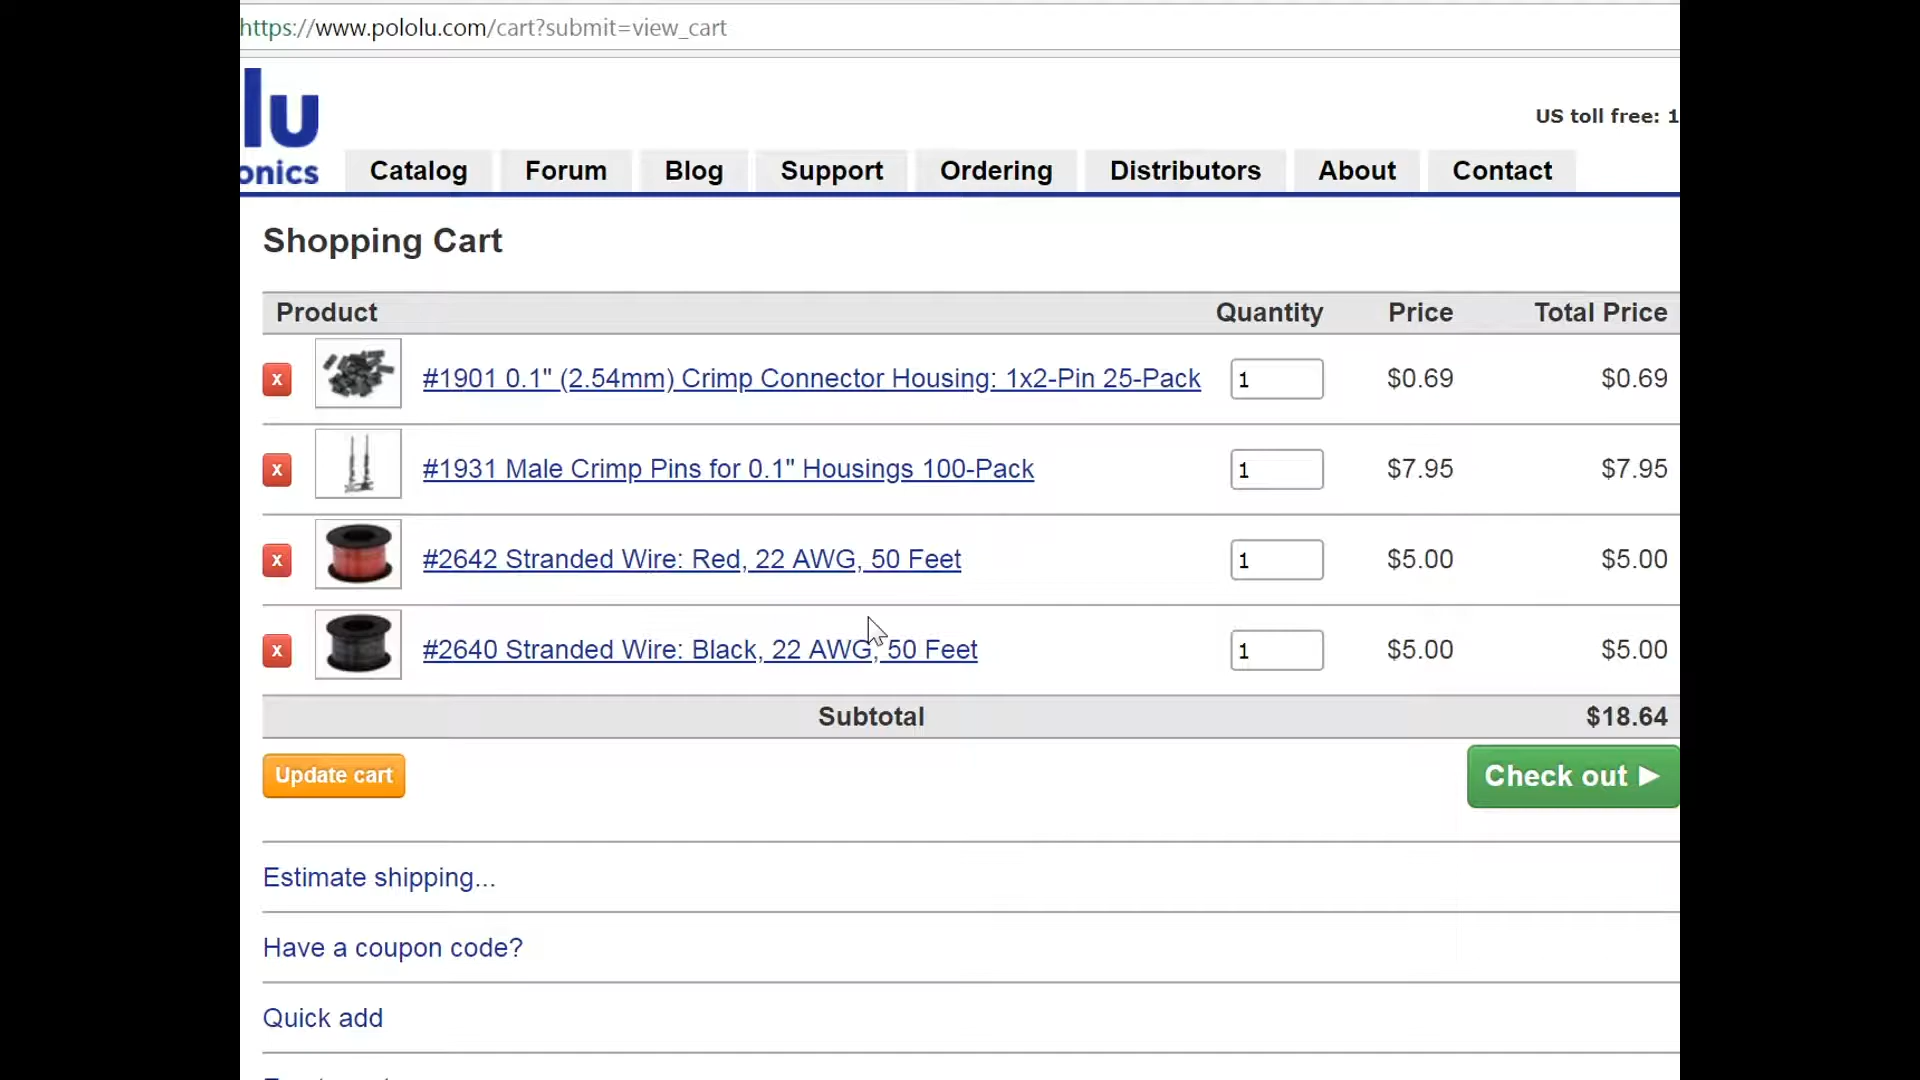 https://www.pololu.com/cart?submit=view_cart
lu
onics
US toll free: 1
Catalog Forum Blog Support Ordering Distributors About Contact
Shopping Cart
Product Quantity Price Total Price
x #1901 0.1" (2.54mm) Crimp Connector Housing: 1x2-Pin 25-Pack 1 $0.69 $0.69
x #1931 Male Crimp Pins for 0.1" Housings 100-Pack 1 $7.95 $7.95
x #2642 Stranded Wire: Red, 22 AWG, 50 Feet 1 $5.00 $5.00
x #2640 Stranded Wire: Black, 22 AWG, 50 Feet 1 $5.00 $5.00
Subtotal $18.64
Update cart Check out ►
Estimate shipping...
Have a coupon code?
Quick add